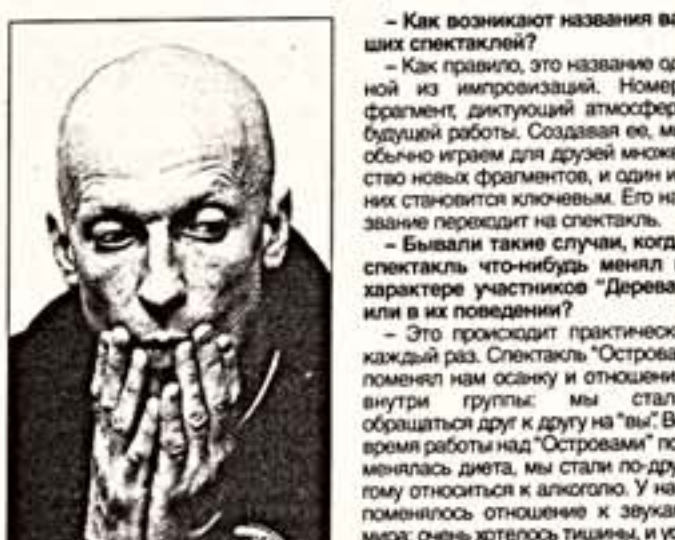 – Как возникают названия ва
ших спектаклей?
– Как правило, это название од
ной из импровизаций. Номер
фрагмент, диктующий атмосфер
будущей работы. Создавая ее, м
обычно играем для друзей множе
ство новых фрагментов, и один и
них становится ключевым. Его на
звание переходит на спектакль.
– Бывали такие случаи, когд
спектакль что-нибудь менял
характере участников "Дерева
или в их поведении?
– Это происходит практическ
каждый раз. Спектакль "Острова
поменял нам осанку и отношени
внутри группы: мы стал
обращаться друг к другу на "вы". В
время работы над "Островами" по
менялась диета, мы стали по-дру
гому относиться к алкоголю. У на
поменялось отношение к звукам
мира: очень хотелось тишины, и ус